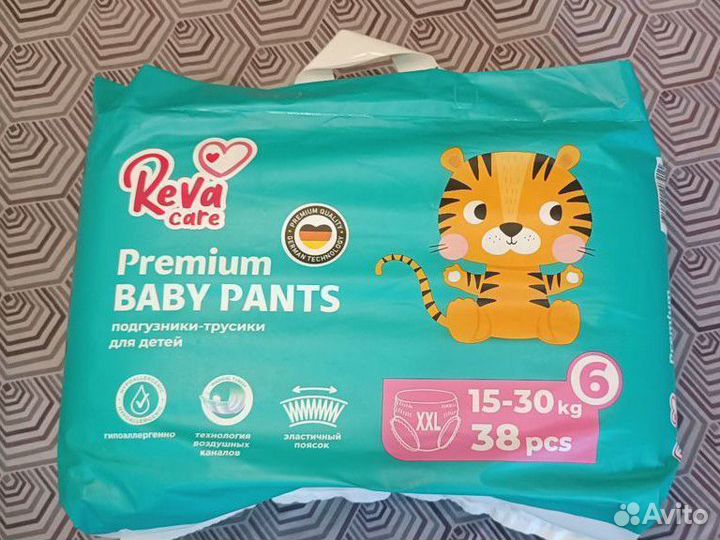 Reva
care
PREMIUM QUALITY
GERMAN TECHNOLOGY
Premium
BABY PANTS
подгузники-трусики
для детей
гипоаллергенно
технология
воздушных
каналов
эластичный
поясок
XXL
15-30 kg
38 pcs
6
Premium
Avito